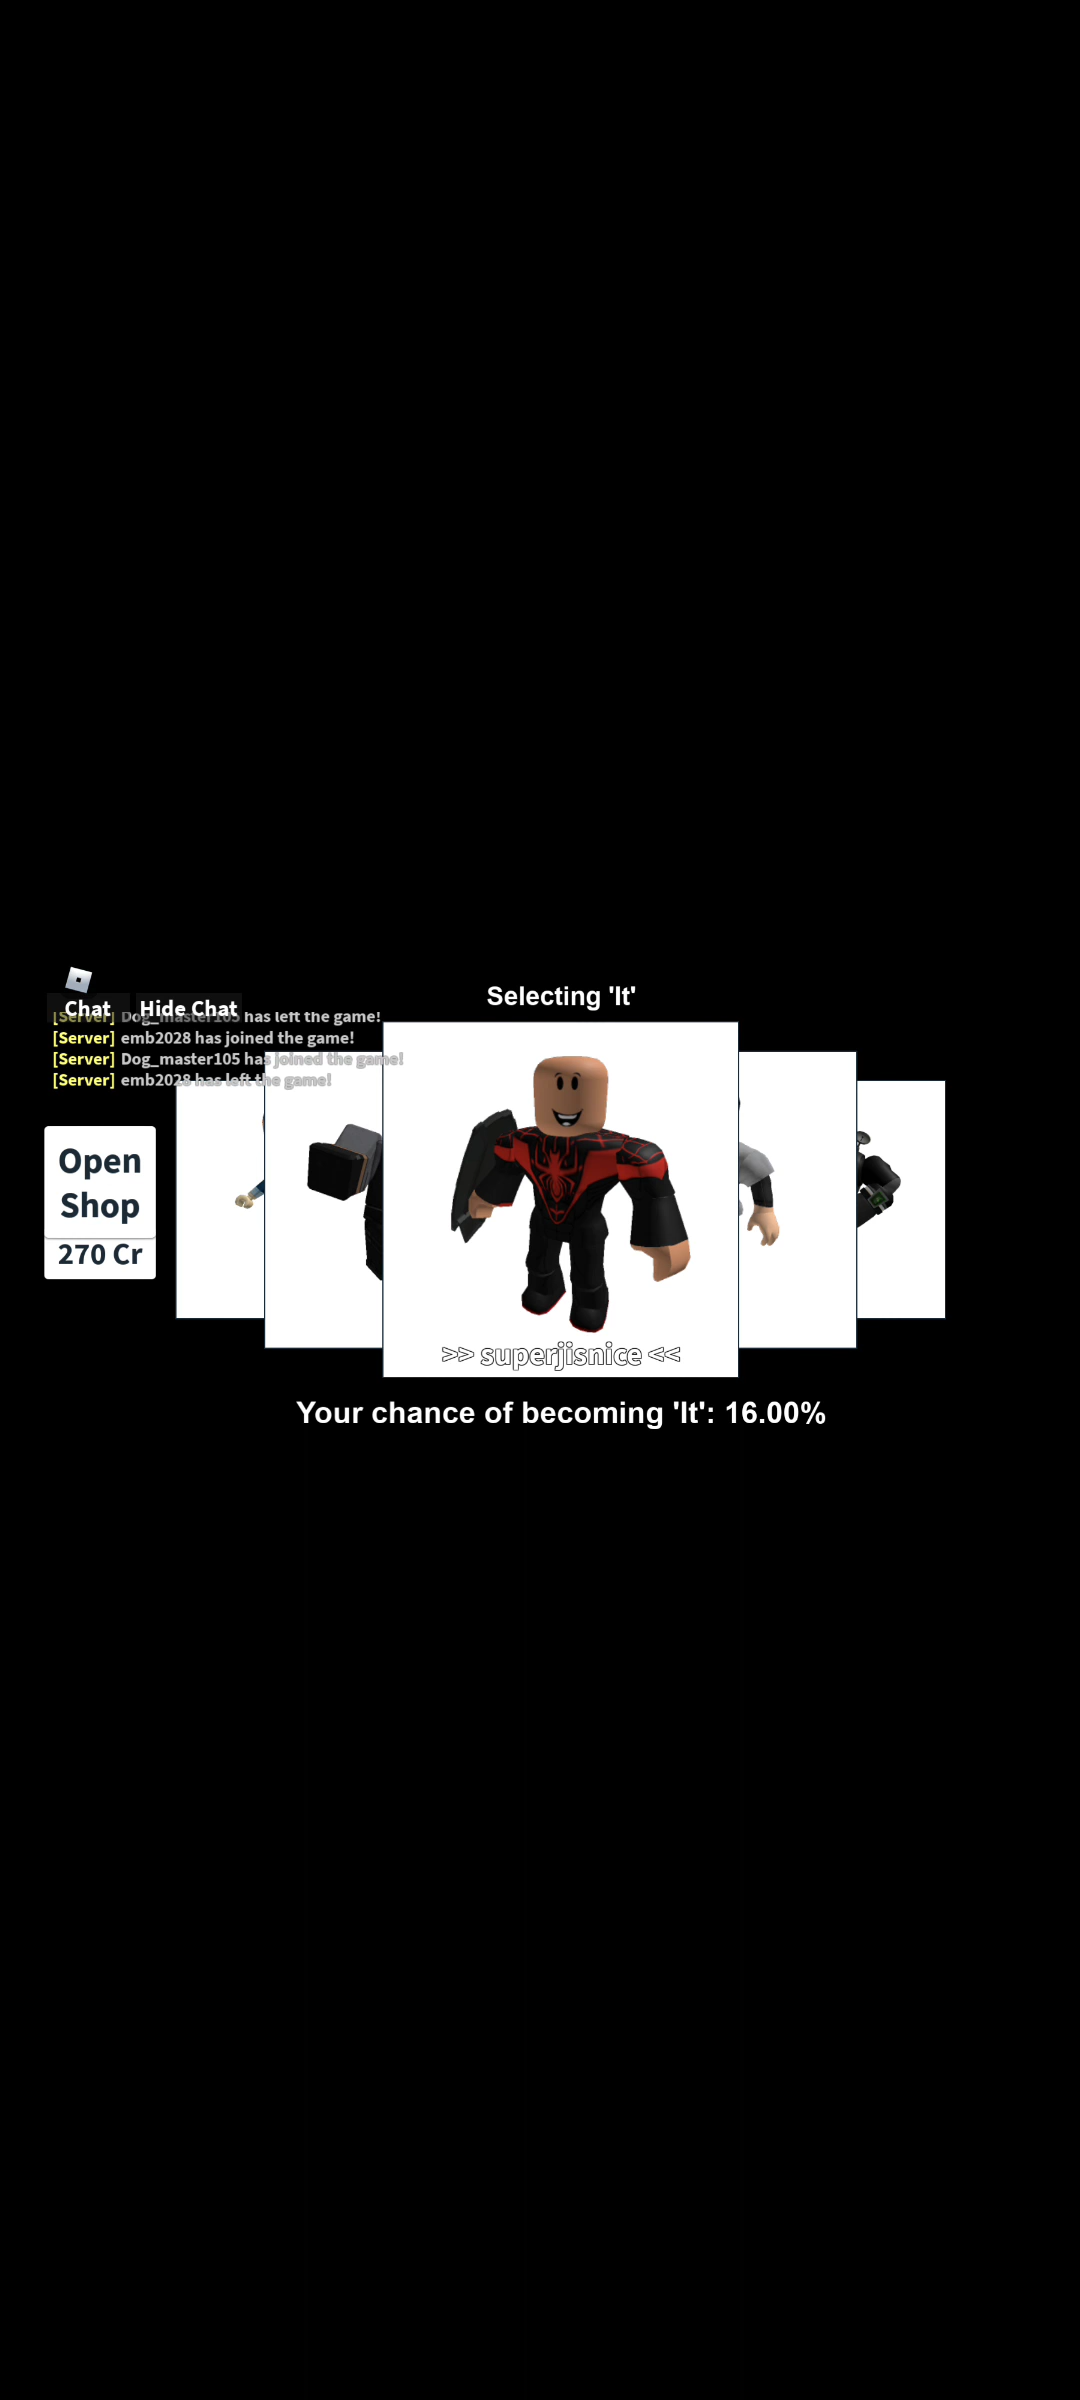 Selecting 'It'
Chat Hide Chat
[Server] Dog_master105 has left the game!
[Server] emb2028 has joined the game!
[Server] Dog_master105 has joined the game!
[Server] emb2028 has left the game!
Open
Shop
270 Cr
>> superjisnice <<
Your chance of becoming 'It': 16.00%